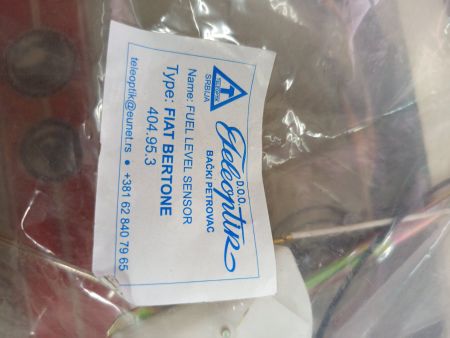 Teleoptik
D.O.O.
BAČKI PETROVAC
SRBIJA
Name: FUEL LEVEL SENSOR
Type: FIAT BERTONE
404.95.3
teleoptik@eunet.rs • +381 62 840 79 65